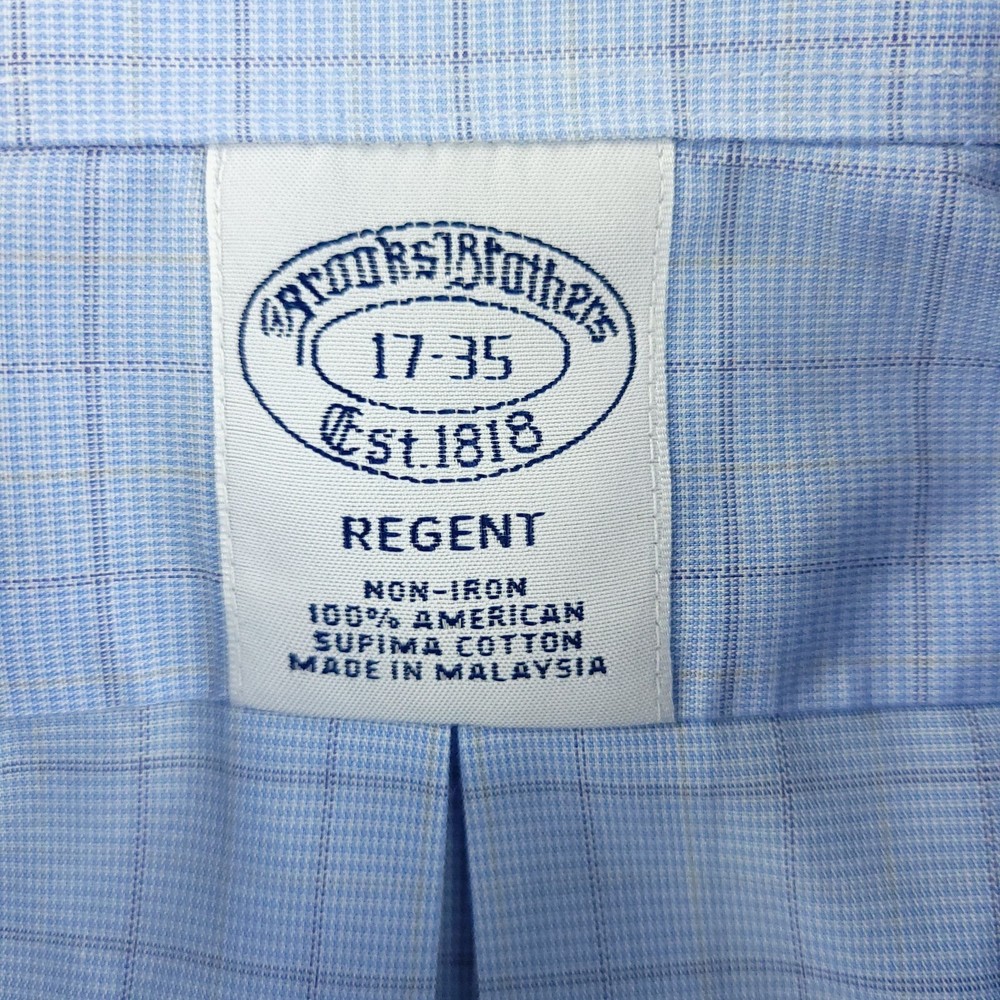 Brooks Brothers
17-35
Est. 1818
REGENT
NON-IRON
100% AMERICAN
SUPIMA COTTON
MADE IN MALAYSIA